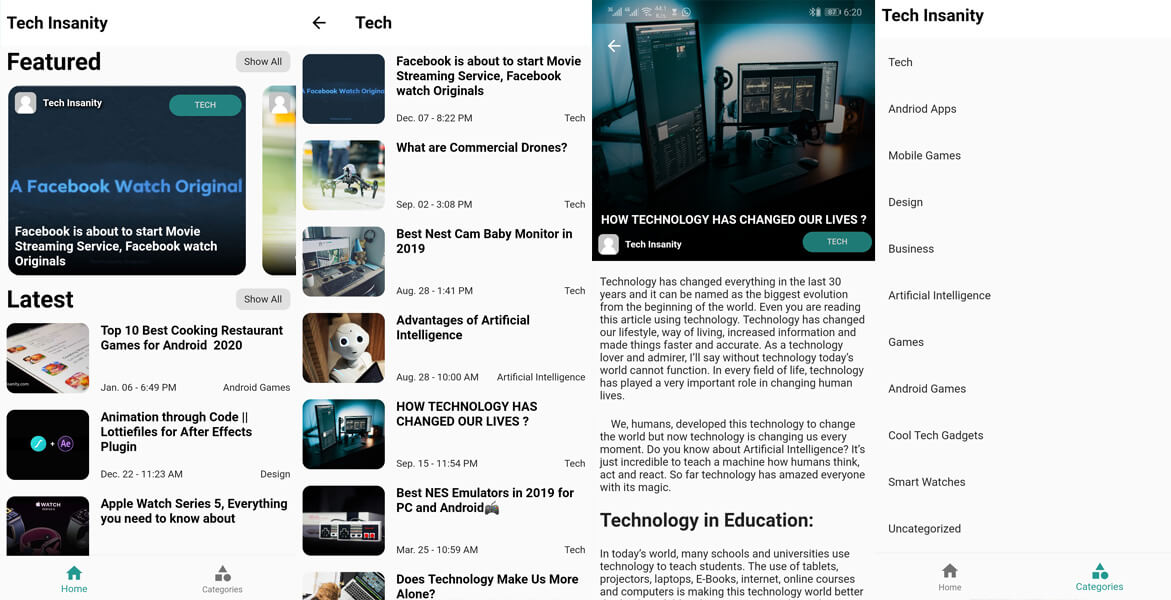 Tech Insanity
Featured
Show All
Tech Insanity
TECH
A Facebook Watch Original
Facebook is about to start Movie
Streaming Service, Facebook watch
Originals
Latest
Show All
Top 10 Best Cooking Restaurant
Games for Android 2020
Jan. 06 - 6:49 PM
Android Games
Animation through Code ||
Lottiefiles for After Effects
Plugin
Dec. 22 - 11:23 AM
Design
Apple Watch Series 5, Everything
you need to know about
WATCH
Home
Categories
Tech
A Facebook Watch Origina
Facebook is about to start Movie
Streaming Service, Facebook
watch Originals
Dec. 07 - 8:22 PM
Tech
What are Commercial Drones?
Sep. 02 - 3:08 PM
Tech
Best Nest Cam Baby Monitor in
2019
Aug. 28 - 1:41 PM
Tech
Advantages of Artificial
Intelligence
Aug. 28 - 10:00 AM
Artificial Intelligence
HOW TECHNOLOGY HAS
CHANGED OUR LIVES ?
Sep. 15 - 11:54 PM
Tech
Best NES Emulators in 2019 for
PC and Android🎮
Mar. 25 - 10:59 AM
Tech
Does Technology Make Us More
Alone?
6:20
HOW TECHNOLOGY HAS CHANGED OUR LIVES ?
Tech Insanity
TECH
Technology has changed everything in the last 30
years and it can be named as the biggest evolution
from the beginning of the world. Even you are reading
this article using technology. Technology has changed
our lifestyle, way of living, increased information and
made things faster and accurate. As a technology
lover and admirer, I'll say without technology today's
world cannot function. In every field of life, technology
has played a very important role in changing human
lives.
We, humans, developed this technology to change
the world but now technology is changing us every
moment. Do you know about Artificial Intelligence? It's
just incredible to teach a machine how humans think,
act and react. So far technology has amazed everyone
with its magic.
Technology in Education:
In today's world, many schools and universities use
technology to teach students. The use of tablets,
projectors, laptops, E-Books, internet, online courses
and computers is making this technology world better
Tech Insanity
Tech
Andriod Apps
Mobile Games
Design
Business
Artificial Intelligence
Games
Android Games
Cool Tech Gadgets
Smart Watches
Uncategorized
Home
Categories